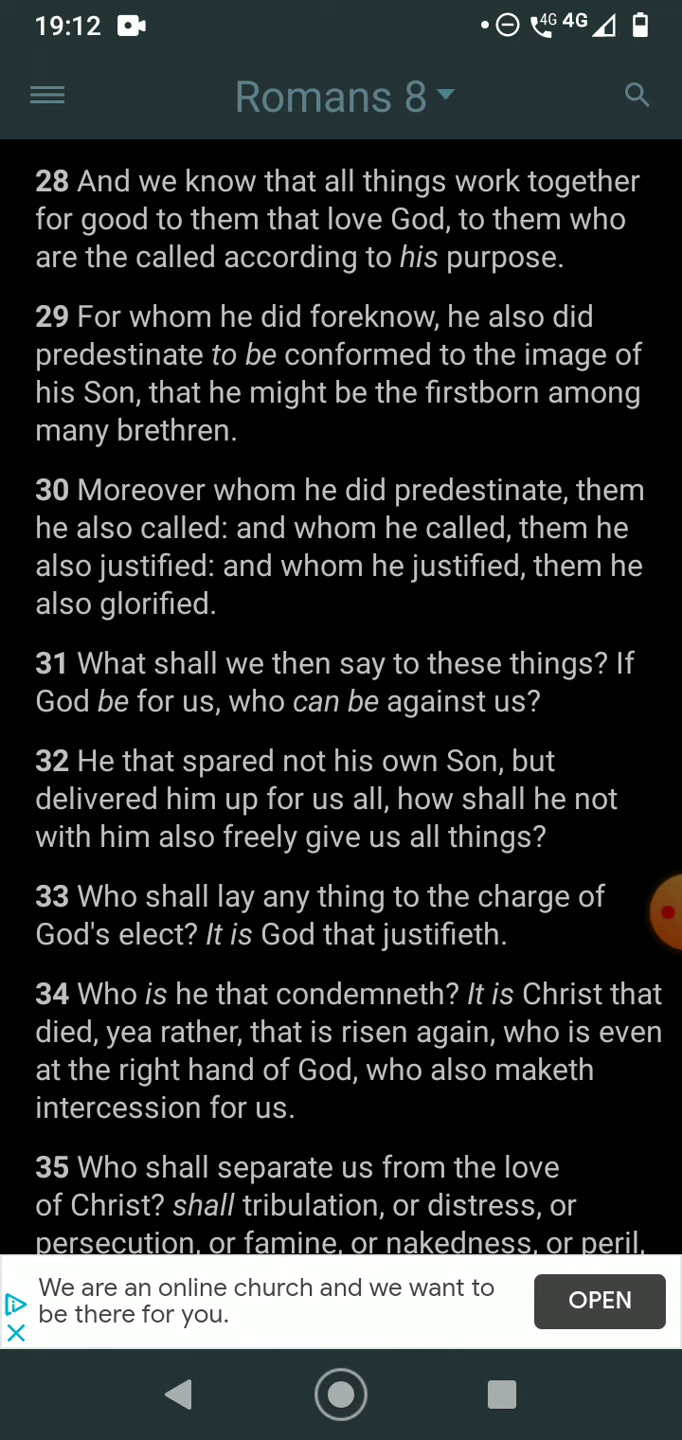 19:12
4G 4G
Romans 8
28 And we know that all things work together
for good to them that love God, to them who
are the called according to his purpose.
29 For whom he did foreknow, he also did
predestinate to be conformed to the image of
his Son, that he might be the firstborn among
many brethren.
30 Moreover whom he did predestinate, them
he also called: and whom he called, them he
also justified: and whom he justified, them he
also glorified.
31 What shall we then say to these things? If
God be for us, who can be against us?
32 He that spared not his own Son, but
delivered him up for us all, how shall he not
with him also freely give us all things?
33 Who shall lay any thing to the charge of
God's elect? It is God that justifieth.
34 Who is he that condemneth? It is Christ that
died, yea rather, that is risen again, who is even
at the right hand of God, who also maketh
intercession for us.
35 Who shall separate us from the love
of Christ? shall tribulation, or distress, or
persecution, or famine, or nakedness, or peril,
We are an online church and we want to
be there for you.
OPEN